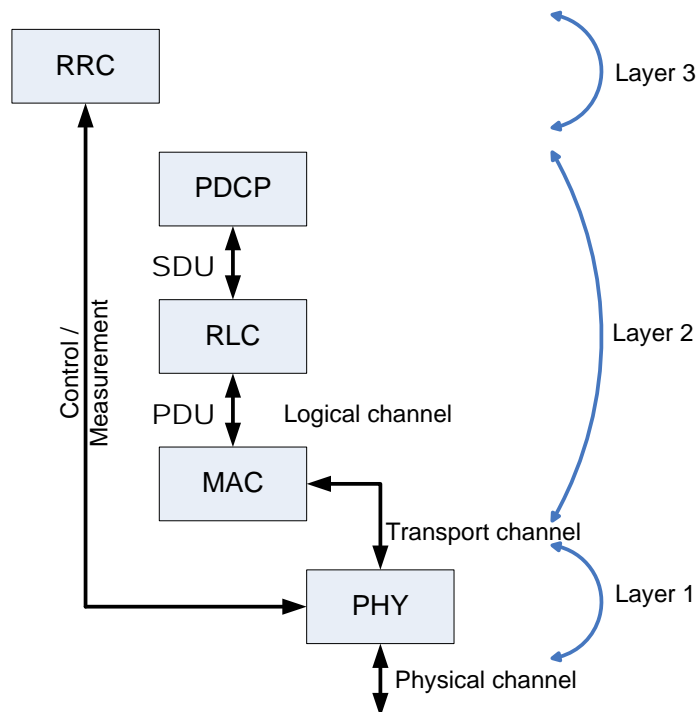 RRC
Layer 3
PDCP
SDU
Control /
Measurement
RLC
Layer 2
PDU
Logical channel
MAC
Transport channel
PHY
Layer 1
Physical channel